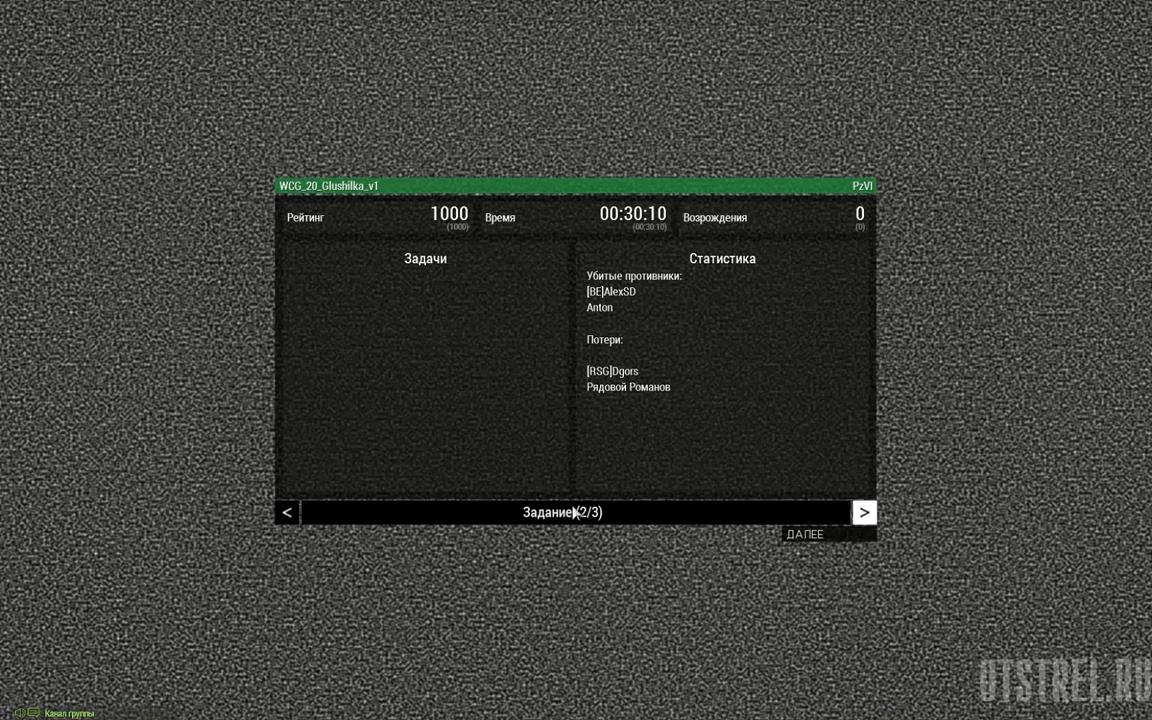 WCG_20_Glushilka_v1 PzVI
Рейтинг 1000 Время 00:30:10 Возрождения 0
(1000) (00:30:10) (0)
Задачи Статистика
Убитые противники:
[BE]AlexSD
Anton
Потери:
[RSG]Dgors
Рядовой Романов
< Задание (2/3) >
ДАЛЕЕ
OTSTREL.RU
Канал группы